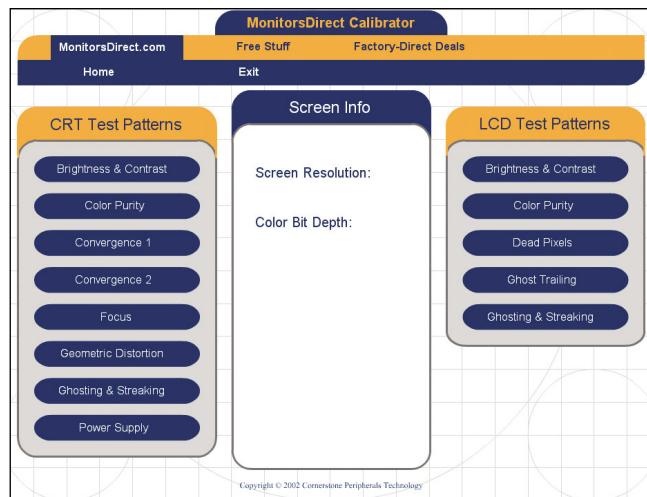 MonitorsDirect Calibrator
MonitorsDirect.com Free Stuff Factory-Direct Deals
Home Exit
CRT Test Patterns
Brightness & Contrast
Color Purity
Convergence 1
Convergence 2
Focus
Geometric Distortion
Ghosting & Streaking
Power Supply
Screen Info
Screen Resolution:
Color Bit Depth:
LCD Test Patterns
Brightness & Contrast
Color Purity
Dead Pixels
Ghost Trailing
Ghosting & Streaking
Copyright © 2002 Cornerstone Peripherals Technology